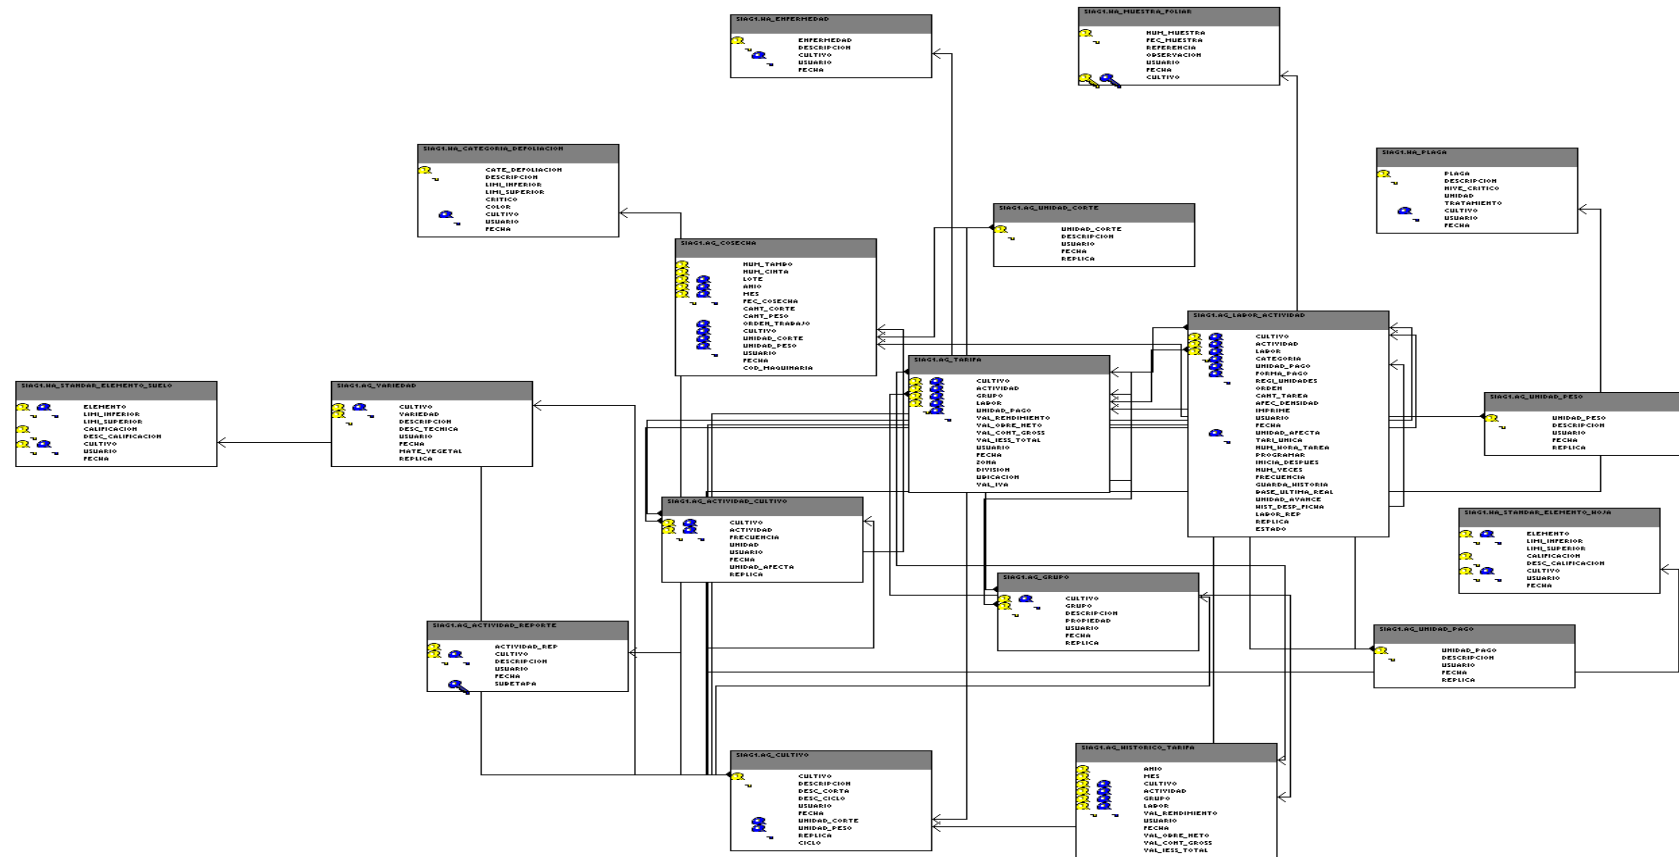 SIAG1.HA_ENFERMEDAD
ENFERMEDAD
DESCRIPCION
CULTIVO
USUARIO
FECHA
SIAG1.HA_MUESTRA_FOLIAR
NUM_MUESTRA
FEC_MUESTRA
REFERENCIA
OBSERVACION
USUARIO
FECHA
CULTIVO
SIAG1.HA_CATEGORIA_DEFOLIACION
CATE_DEFOLIACION
DESCRIPCION
LIMI_INFERIOR
LIMI_SUPERIOR
CRITICO
COLOR
CULTIVO
USUARIO
FECHA
SIAG1.HA_PLAGA
PLAGA
DESCRIPCION
NIVE_CRITICO
UNIDAD
TRATAMIENTO
CULTIVO
USUARIO
FECHA
SIAG1.AG_UNIDAD_CORTE
UNIDAD_CORTE
DESCRIPCION
USUARIO
FECHA
REPLICA
SIAG1.AG_COSECHA
NUM_TAMBO
NUM_CINTA
LOTE
ANIO
MES
FEC_COSECHA
CANT_CORTE
CANT_PESO
ORDEN_TRABAJO
CULTIVO
UNIDAD_CORTE
UNIDAD_PESO
USUARIO
FECHA
COD_MAQUINARIA
SIAG1.AG_LABOR_ACTIVIDAD
CULTIVO
ACTIVIDAD
LABOR
CATEGORIA
UNIDAD_PAGO
FORMA_PAGO
REGI_UNIDADES
ORDEN
CANT_TAREA
AFEC_DENSIDAD
IMPRIME
USUARIO
FECHA
UNIDAD_AFECTA
TARI_UNICA
NUM_HORA_TAREA
PROGRAMAR
INICIA_DESPUES
NUM_VECES
FRECUENCIA
GUARDA_HISTORIA
BASE_ULTIMA_REAL
UNIDAD_AVANCE
HIST_DESP_FICHA
LABOR_REP
REPLICA
ESTADO
SIAG1.AG_TARIFA
CULTIVO
ACTIVIDAD
GRUPO
LABOR
UNIDAD_PAGO
VAL_RENDIMIENTO
VAL_OBRE_NETO
VAL_CONT_GROSS
VAL_IESS_TOTAL
USUARIO
FECHA
ZONA
DIVISION
UBICACION
VAL_IVA
SIAG1.HA_STANDAR_ELEMENTO_SUELO
ELEMENTO
LIMI_INFERIOR
LIMI_SUPERIOR
CALIFICACION
DESC_CALIFICACION
CULTIVO
USUARIO
FECHA
SIAG1.AG_VARIEDAD
CULTIVO
VARIEDAD
DESCRIPCION
DESC_TECNICA
USUARIO
FECHA
MATE_VEGETAL
REPLICA
SIAG1.AG_UNIDAD_PESO
UNIDAD_PESO
DESCRIPCION
USUARIO
FECHA
REPLICA
SIAG1.AG_ACTIVIDAD_CULTIVO
CULTIVO
ACTIVIDAD
FRECUENCIA
UNIDAD
USUARIO
FECHA
UNIDAD_AFECTA
REPLICA
SIAG1.HA_STANDAR_ELEMENTO_HOJA
ELEMENTO
LIMI_INFERIOR
LIMI_SUPERIOR
CALIFICACION
DESC_CALIFICACION
CULTIVO
USUARIO
FECHA
SIAG1.AG_GRUPO
CULTIVO
GRUPO
DESCRIPCION
PROPIEDAD
USUARIO
FECHA
REPLICA
SIAG1.AG_ACTIVIDAD_REPORTE
ACTIVIDAD_REP
CULTIVO
DESCRIPCION
USUARIO
FECHA
SUBETAPA
SIAG1.AG_UNIDAD_PAGO
UNIDAD_PAGO
DESCRIPCION
USUARIO
FECHA
REPLICA
SIAG1.AG_CULTIVO
CULTIVO
DESCRIPCION
DESC_CORTA
DESC_CICLO
USUARIO
FECHA
UNIDAD_CORTE
UNIDAD_PESO
REPLICA
CICLO
SIAG1.AG_HISTORICO_TARIFA
ANIO
MES
CULTIVO
ACTIVIDAD
GRUPO
LABOR
VAL_RENDIMIENTO
USUARIO
FECHA
VAL_OBRE_NETO
VAL_CONT_GROSS
VAL_IESS_TOTAL